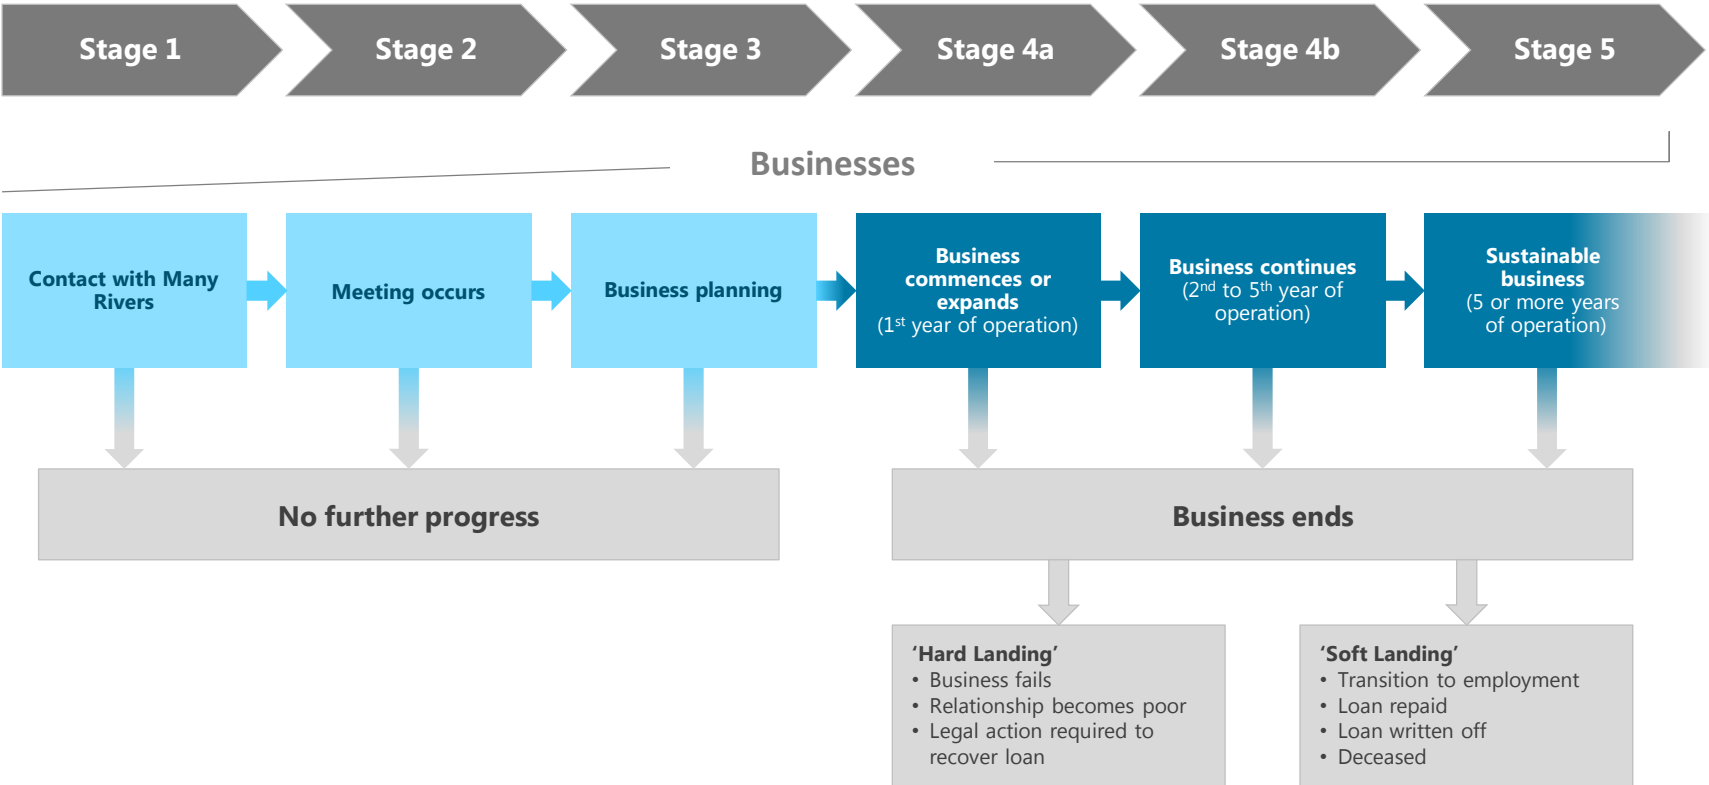 Stage 1
Stage 2
Stage 3
Stage 4a
Stage 4b
Stage 5
Businesses
Contact with Many
Rivers
Meeting occurs
Business planning
Business
commences or
expands
(1st year of operation)
Business continues
(2nd to 5th year of
operation)
Sustainable
business
(5 or more years
of operation)
No further progress
Business ends
‘Hard Landing’
• Business fails
• Relationship becomes poor
• Legal action required to
recover loan
‘Soft Landing’
• Transition to employment
• Loan repaid
• Loan written off
• Deceased